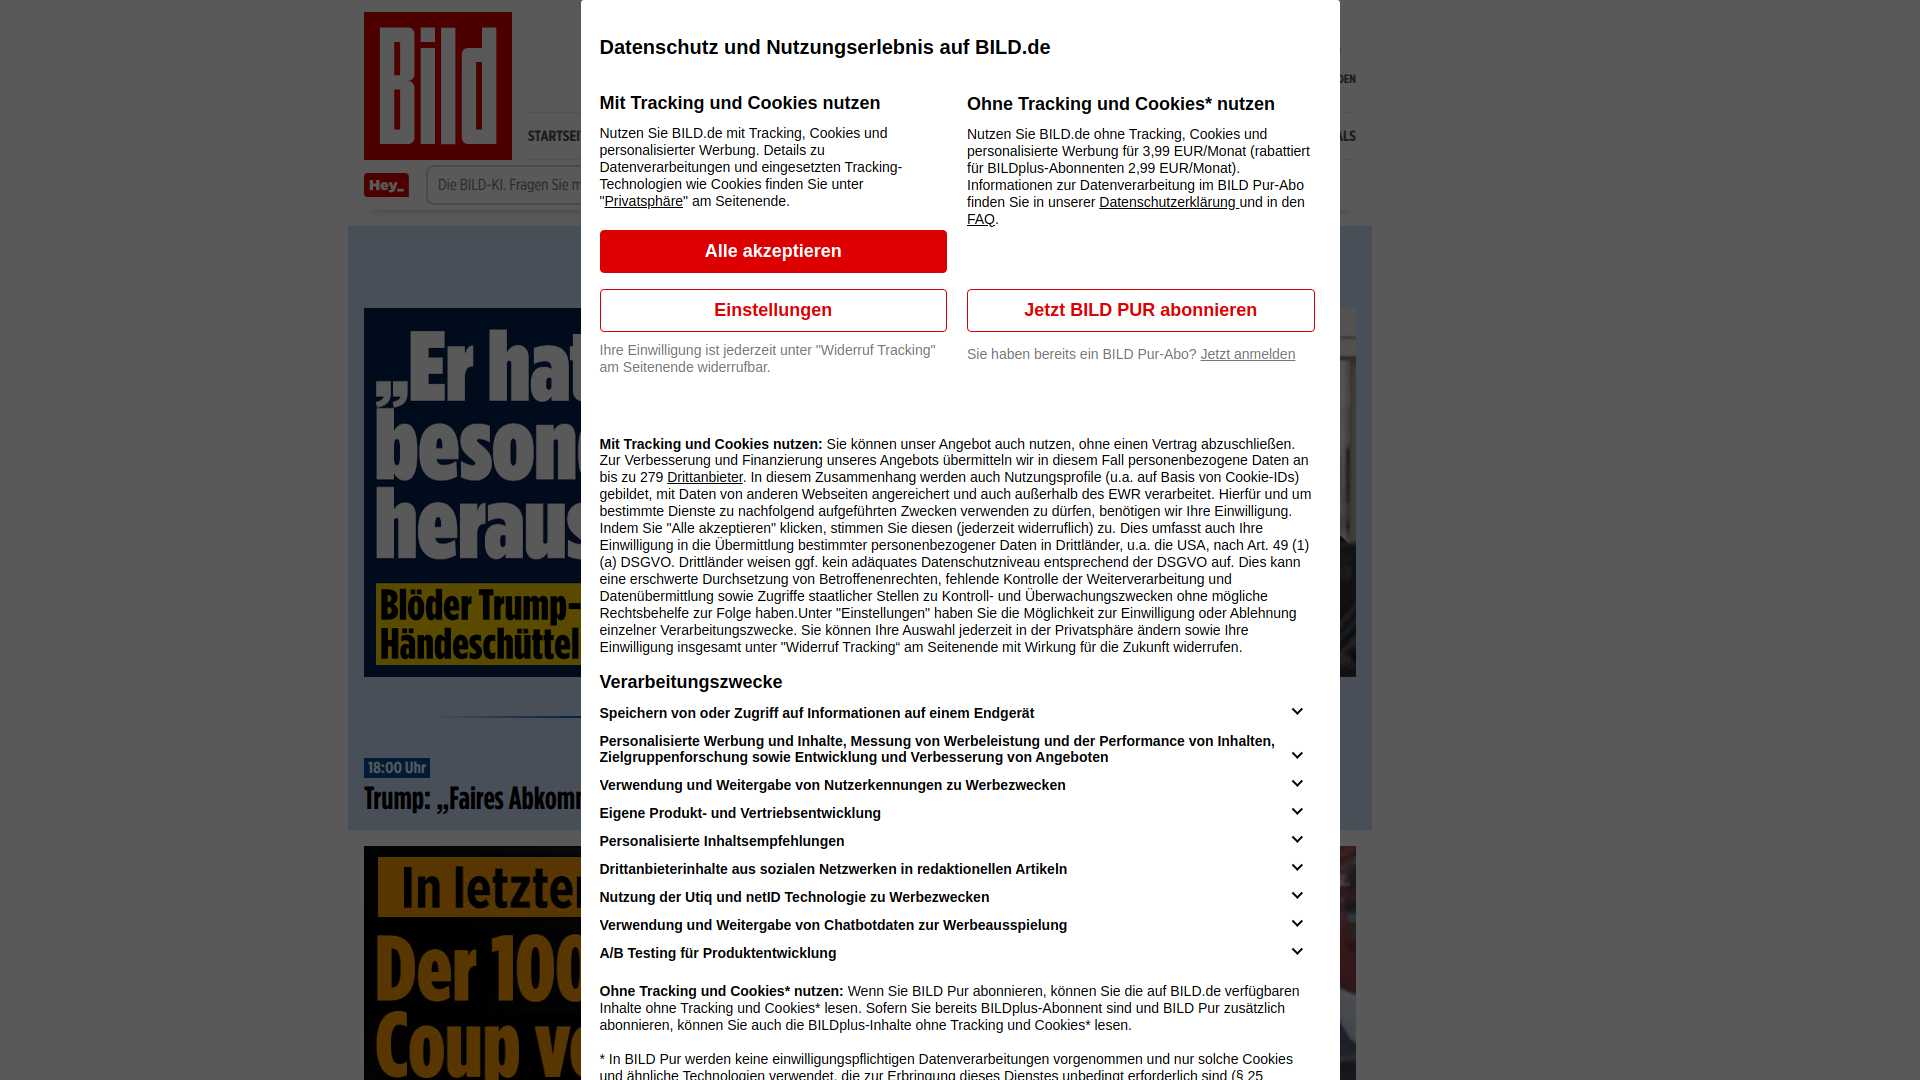 Bild
STARTSEI
DEN
ALS
Hey_
Die BILD-KI. Fragen Sie m
„Er hat
besond
heraus
Blöder Trump-
Händeschüttel
18:00 Uhr
Trump: „Faires Abkomm
In letzter
Der 100
Coup vo
Datenschutz und Nutzungserlebnis auf BILD.de
Mit Tracking und Cookies nutzen
Nutzen Sie BILD.de mit Tracking, Cookies und
personalisierter Werbung. Details zu
Datenverarbeitungen und eingesetzten Tracking-
Technologien wie Cookies finden Sie unter
"Privatsphäre" am Seitenende.
Alle akzeptieren
Einstellungen
Ihre Einwilligung ist jederzeit unter "Widerruf Tracking"
am Seitenende widerrufbar.
Ohne Tracking und Cookies* nutzen
Nutzen Sie BILD.de ohne Tracking, Cookies und
personalisierte Werbung für 3,99 EUR/Monat (rabattiert
für BILDplus-Abonnenten 2,99 EUR/Monat).
Informationen zur Datenverarbeitung im BILD Pur-Abo
finden Sie in unserer Datenschutzerklärung und in den
FAQ.
Jetzt BILD PUR abonnieren
Sie haben bereits ein BILD Pur-Abo? Jetzt anmelden
Mit Tracking und Cookies nutzen: Sie können unser Angebot auch nutzen, ohne einen Vertrag abzuschließen.
Zur Verbesserung und Finanzierung unseres Angebots übermitteln wir in diesem Fall personenbezogene Daten an
bis zu 279 Drittanbieter. In diesem Zusammenhang werden auch Nutzungsprofile (u.a. auf Basis von Cookie-IDs)
gebildet, mit Daten von anderen Webseiten angereichert und auch außerhalb des EWR verarbeitet. Hierfür und um
bestimmte Dienste zu nachfolgend aufgeführten Zwecken verwenden zu dürfen, benötigen wir Ihre Einwilligung.
Indem Sie "Alle akzeptieren" klicken, stimmen Sie diesen (jederzeit widerruflich) zu. Dies umfasst auch Ihre
Einwilligung in die Übermittlung bestimmter personenbezogener Daten in Drittländer, u.a. die USA, nach Art. 49 (1)
(a) DSGVO. Drittländer weisen ggf. kein adäquates Datenschutzniveau entsprechend der DSGVO auf. Dies kann
eine erschwerte Durchsetzung von Betroffenenrechten, fehlende Kontrolle der Weiterverarbeitung und
Datenübermittlung sowie Zugriffe staatlicher Stellen zu Kontroll- und Überwachungszwecken ohne mögliche
Rechtsbehelfe zur Folge haben.Unter "Einstellungen" haben Sie die Möglichkeit zur Einwilligung oder Ablehnung
einzelner Verarbeitungszwecke. Sie können Ihre Auswahl jederzeit in der Privatsphäre ändern sowie Ihre
Einwilligung insgesamt unter "Widerruf Tracking“ am Seitenende mit Wirkung für die Zukunft widerrufen.
Verarbeitungszwecke
Speichern von oder Zugriff auf Informationen auf einem Endgerät
Personalisierte Werbung und Inhalte, Messung von Werbeleistung und der Performance von Inhalten,
Zielgruppenforschung sowie Entwicklung und Verbesserung von Angeboten
Verwendung und Weitergabe von Nutzerkennungen zu Werbezwecken
Eigene Produkt- und Vertriebsentwicklung
Personalisierte Inhaltsempfehlungen
Drittanbieterinhalte aus sozialen Netzwerken in redaktionellen Artikeln
Nutzung der Utiq und netID Technologie zu Werbezwecken
Verwendung und Weitergabe von Chatbotdaten zur Werbeausspielung
A/B Testing für Produktentwicklung
Ohne Tracking und Cookies* nutzen: Wenn Sie BILD Pur abonnieren, können Sie die auf BILD.de verfügbaren
Inhalte ohne Tracking und Cookies* lesen. Sofern Sie bereits BILDplus-Abonnent sind und BILD Pur zusätzlich
abonnieren, können Sie auch die BILDplus-Inhalte ohne Tracking und Cookies* lesen.
* In BILD Pur werden keine einwilligungspflichtigen Datenverarbeitungen vorgenommen und nur solche Cookies
und ähnliche Technologien verwendet, die zur Erbringung dieses Dienstes unbedingt erforderlich sind (§ 25